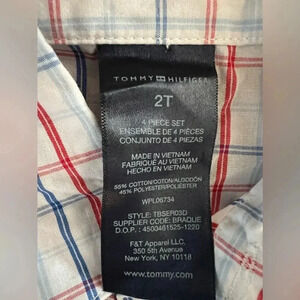 TOMMY HILFIGER
2T
4 PIECE SET
ENSEMBLE DE 4 PIÈCES
CONJUNTO DE 4 PIEZAS
MADE IN VIETNAM
FABRIQUÉ AU VIETNAM
HECHO EN VIETNAM
55% COTTON/COTON/ALGODÓN
45% POLYESTER/POLIÉSTER
WPL06734
STYLE: TBSER03D
SUPPLIER CODE: BRAQUE
D.O.P. : 4500461525-1220
F&T Apparel LLC.
350 5th Avenue
New York, NY 10118
www.tommy.com